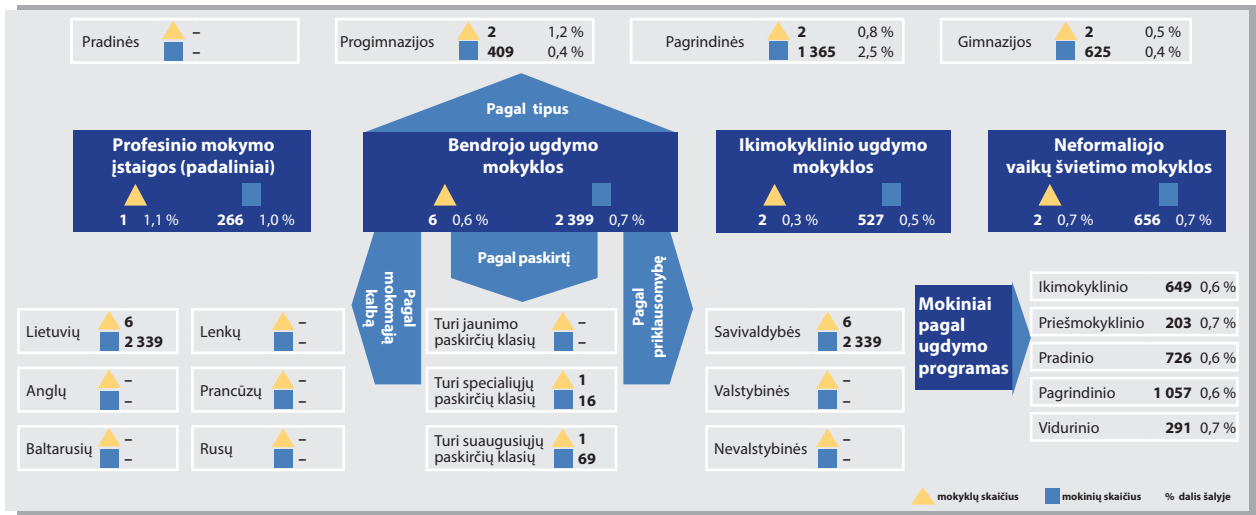 Pradinės
–
–
Progimnazijos
2 1,2 %
409 0,4 %
Pagrindinės
2 0,8 %
1 365 2,5 %
Gimnazijos
2 0,5 %
625 0,4 %
Pagal tipus
Profesinio mokymo
įstaigos (padaliniai)
1 1,1 % 266 1,0 %
Bendrojo ugdymo
mokyklos
6 0,6 % 2 399 0,7 %
Ikimokyklinio ugdymo
mokyklos
2 0,3 % 527 0,5 %
Neformaliojo
vaikų švietimo mokyklos
2 0,7 % 656 0,7 %
Pagal
mokomąją
kalbą
Pagal paskirtį
Pagal
priklausomybę
Lietuvių
6
2 339
Lenkų
–
–
Anglų
–
–
Prancūzų
–
–
Baltarusių
–
–
Rusų
–
–
Turi jaunimo
paskirčių klasių
–
–
Turi specialiųjų
paskirčių klasių
1
16
Turi suaugusiųjų
paskirčių klasių
1
69
Savivaldybės
6
2 339
Valstybinės
–
–
Nevalstybinės
–
–
Mokiniai
pagal
ugdymo
programas
Ikimokyklinio 649 0,6 %
Priešmokyklinio 203 0,7 %
Pradinio 726 0,6 %
Pagrindinio 1 057 0,6 %
Vidurinio 291 0,7 %
mokyklų skaičius mokinių skaičius % dalis šalyje